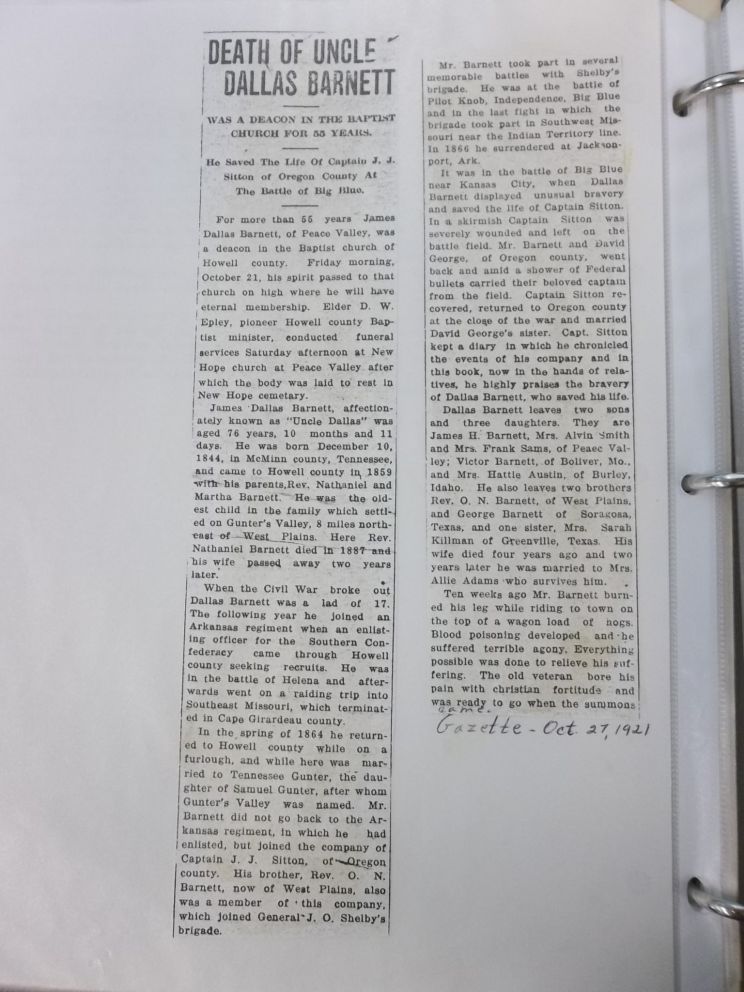 DEATH OF UNCLE
DALLAS BARNETT
WAS A DEACON IN THE BAPTIST
CHURCH FOR 55 YEARS.
He Saved The Life Of Captain J. J.
Sitton of Oregon County At
The Battle of Big Blue.
For more than 55 years James
Dallas Barnett, of Peace Valley, was
a deacon in the Baptist church of
Howell county. Friday morning,
October 21, his spirit passed to that
church on high where he will have
eternal membership. Elder D. W.
Epley, pioneer Howell county Bap-
tist minister, conducted funeral
services Saturday afternoon at New
Hope church at Peace Valley after
which the body was laid to rest in
New Hope cemetary.
James Dallas Barnett, affection-
ately known as "Uncle Dallas" was
aged 76 years, 10 months and 11
days. He was born December 10,
1844, in McMinn county, Tennessee,
and came to Howell county in 1859
with his parents,Rev. Nathaniel and
Martha Barnett. He was the old-
est child in the family which settl-
ed on Gunter's Valley, 8 miles north-
east of West Plains. Here Rev.
Nathaniel Barnett died in 1887 and
his wife passed away two years
later.
When the Civil War broke out
Dallas Barnett was a lad of 17.
The following year he joined an
Arkansas regiment when an enlist-
ing officer for the Southern Con-
federacy came through Howell
county seeking recruits. He was
in the battle of Helena and after-
wards went on a raiding trip into
Southeast Missouri, which terminat-
ed in Cape Girardeau county.
In the spring of 1864 he return-
ed to Howell county while on a
furlough, and while here was mar-
ried to Tennessee Gunter, the dau-
ghter of Samuel Gunter, after whom
Gunter's Valley was named. Mr.
Barnett did not go back to the Ar-
kansas regiment, in which he had
enlisted, but joined the company of
Captain J. J. Sitton, of Oregon
county. His brother, Rev. O. N.
Barnett, now of West Plains, also
was a member of this company,
which joined General J. O. Shelby's
brigade.
Mr. Barnett took part in several
memorable battles with Shelby's
brigade. He was at the battle of
Pilot Knob, Independence, Big Blue
and in the last fight in which the
brigade took part in Southwest Mis-
souri near the Indian Territory line.
In 1866 he surrendered at Jackson-
port, Ark.
It was in the battle of Big Blue
near Kansas City, when Dallas
Barnett displayed unusual bravery
and saved the life of Captain Sitton.
In a skirmish Captain Sitton was
severely wounded and left on the
battle field. Mr. Barnett and David
George, of Oregon county, went
back and amid a shower of Federal
bullets carried their beloved captain
from the field. Captain Sitton re-
covered, returned to Oregon county
at the close of the war and married
David George's sister. Capt. Sitton
kept a diary in which he chronicled
the events of his company and in
this book, now in the hands of rela-
tives, he highly praises the bravery
of Dallas Barnett, who saved his life.
Dallas Barnett leaves two sons
and three daughters. They are
James H. Barnett, Mrs. Alvin Smith
and Mrs. Frank Sams, of Peaec Val-
ley; Victor Barnett, of Boliver, Mo.,
and Mrs. Hattie Austin, of Burley,
Idaho. He also leaves two brothers
Rev. O. N. Barnett, of West Plains,
and George Barnett of Soragosa,
Texas, and one sister, Mrs. Sarah
Killman of Greenville, Texas. His
wife died four years ago and two
years later he was married to Mrs.
Allie Adams who survives him.
Ten weeks ago Mr. Barnett burn-
ed his leg while riding to town on
the top of a wagon load of hogs.
Blood poisoning developed and he
suffered terrible agony. Everything
possible was done to relieve his suf-
fering. The old veteran bore his
pain with christian fortitude and
was ready to go when the summons
came.
Gazette - Oct. 27, 1921